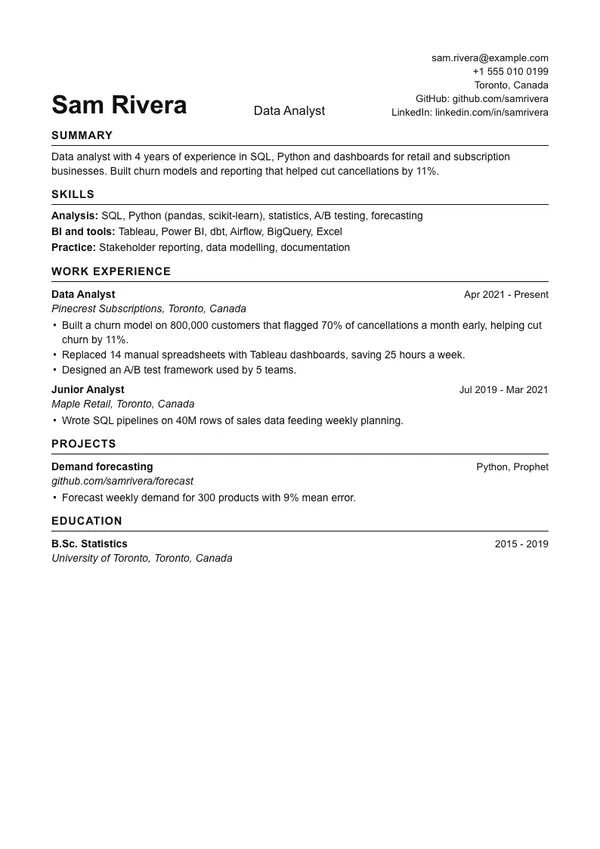 sam.rivera@example.com
+1 555 010 0199
Toronto, Canada
GitHub: github.com/samrivera
LinkedIn: linkedin.com/in/samrivera
Sam Rivera
Data Analyst
SUMMARY
Data analyst with 4 years of experience in SQL, Python and dashboards for retail and subscription
businesses. Built churn models and reporting that helped cut cancellations by 11%.
SKILLS
Analysis: SQL, Python (pandas, scikit-learn), statistics, A/B testing, forecasting
BI and tools: Tableau, Power BI, dbt, Airflow, BigQuery, Excel
Practice: Stakeholder reporting, data modelling, documentation
WORK EXPERIENCE
Data Analyst Apr 2021 - Present
Pinecrest Subscriptions, Toronto, Canada
• Built a churn model on 800,000 customers that flagged 70% of cancellations a month early, helping cut
churn by 11%.
• Replaced 14 manual spreadsheets with Tableau dashboards, saving 25 hours a week.
• Designed an A/B test framework used by 5 teams.
Junior Analyst Jul 2019 - Mar 2021
Maple Retail, Toronto, Canada
• Wrote SQL pipelines on 40M rows of sales data feeding weekly planning.
PROJECTS
Demand forecasting Python, Prophet
github.com/samrivera/forecast
• Forecast weekly demand for 300 products with 9% mean error.
EDUCATION
B.Sc. Statistics 2015 - 2019
University of Toronto, Toronto, Canada